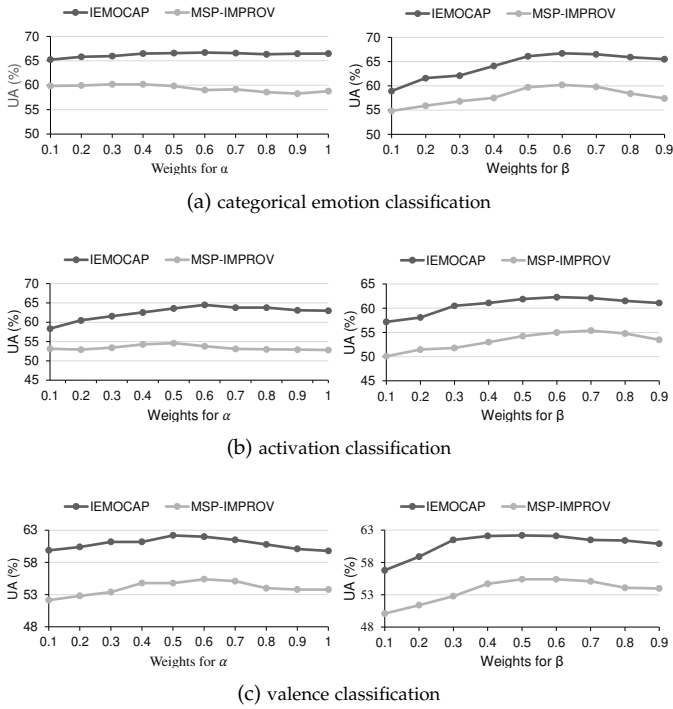 IEMOCAP MSP-IMPROV
UA (%)
70
65
60
55
50
0.1 0.2 0.3 0.4 0.5 0.6 0.7 0.8 0.9 1
Weights for α
IEMOCAP MSP-IMPROV
UA (%)
70
65
60
55
50
0.1 0.2 0.3 0.4 0.5 0.6 0.7 0.8 0.9
Weights for β
(a) categorical emotion classification
IEMOCAP MSP-IMPROV
UA (%)
70
65
60
55
50
45
0.1 0.2 0.3 0.4 0.5 0.6 0.7 0.8 0.9 1
Weights for α
IEMOCAP MSP-IMPROV
UA (%)
65
60
55
50
45
0.1 0.2 0.3 0.4 0.5 0.6 0.7 0.8 0.9
Weights for β
(b) activation classification
IEMOCAP MSP-IMPROV
UA (%)
63
58
53
48
0.1 0.2 0.3 0.4 0.5 0.6 0.7 0.8 0.9 1
Weights for α
IEMOCAP MSP-IMPROV
UA (%)
63
58
53
48
0.1 0.2 0.3 0.4 0.5 0.6 0.7 0.8 0.9
Weights for β
(c) valence classification